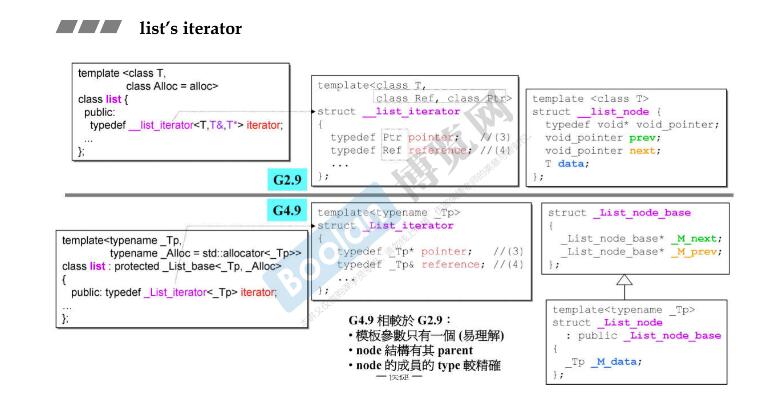 list's iterator
template <class T,
class Alloc = alloc>
class list {
public:
typedef __list_iterator<T,T&,T*> iterator;
...
};
template<class T,
class Ref, class Ptr>
struct __list_iterator
{
typedef Ptr pointer; //(3)
typedef Ref reference; //(4)
...
};
template <class T>
struct __list_node {
typedef void* void_pointer;
void_pointer prev;
void_pointer next;
T data;
};
G2.9
G4.9
template<typename _Tp,
typename _Alloc = std::allocator<_Tp>>
class list : protected _List_base<_Tp, _Alloc>
{
public: typedef _List_iterator<_Tp> iterator;
...
};
template<typename _Tp>
struct _List_iterator
{
typedef _Tp* pointer; //(3)
typedef _Tp& reference; //(4)
...
};
struct _List_node_base
{
_List_node_base* _M_next;
_List_node_base* _M_prev;
};
template<typename _Tp>
struct _List_node
: public _List_node_base
{
_Tp _M_data;
};
G4.9 相較於 G2.9：
• 模板參數只有一個 (易理解)
• node 結構有其 parent
• node 的成員的 type 較精確
Boolan 博览网